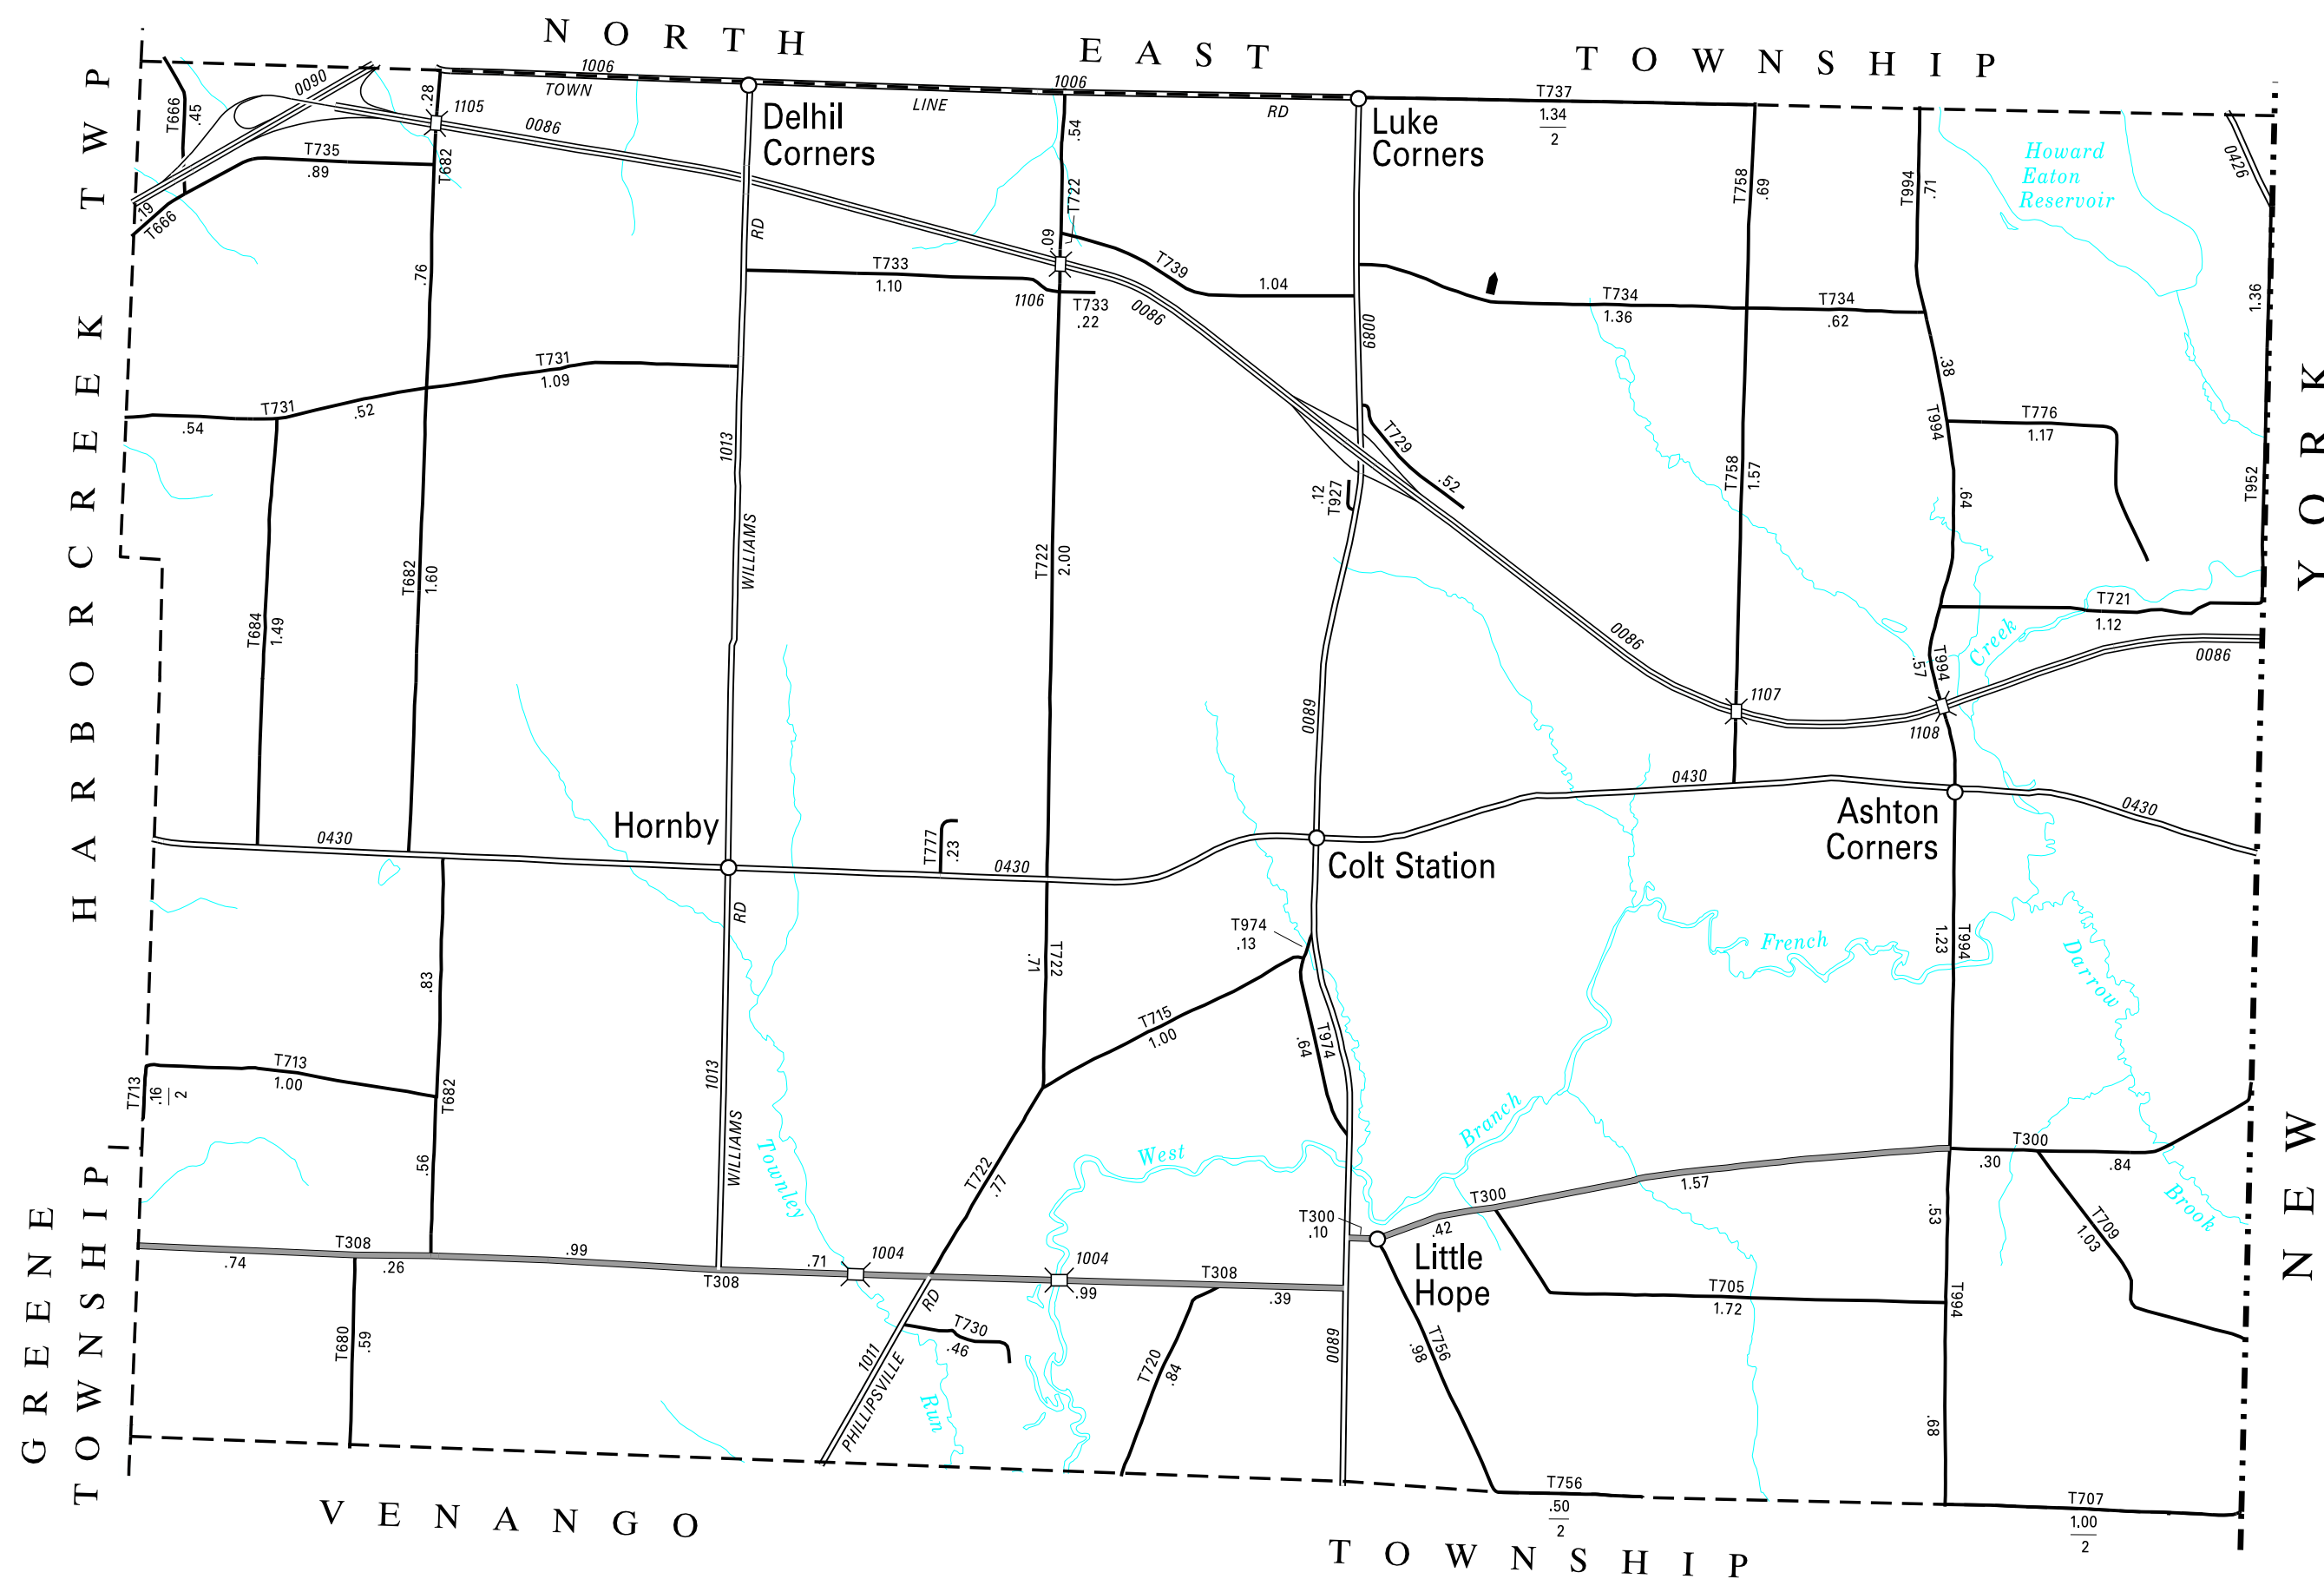 NORTH EAST TOWNSHIP
HARBORCREEK TWP
GREENE
TOWNSHIP
VENANGO
TOWNSHIP
NEW YORK
0090
1006
TOWN
LINE
1006
RD
T737
1.34
2
T666
.45
.28
1105
0086
T735
.89
T682
.19
T666
Delhil
Corners
.54
T722
.09
Luke
Corners
T758
.69
T994
.71
Howard
Eaton
Reservoir
0426
.76
RD
T733
1.10
1106
T733
.22
T739
1.04
0086
0089
T734
1.36
T734
.62
1.36
T731
.54
T731
.52
T731
1.09
.38
T994
T776
1.17
1013
WILLIAMS
T729
.52
.12
T927
T758
1.57
.64
T952
T684
1.49
T682
1.60
T722
2.00
0086
T721
1.12
Creek
T994
.57
0086
0089
1107
1108
0430
0430
Hornby
T777
.23
0430
Colt Station
Ashton
Corners
0430
RD
.83
T722
.71
T974
.13
French
T994
1.23
Darrow
T713
1.00
T713
.16
2
T682
1013
WILLIAMS
T715
1.00
T974
.64
.56
Townley
West
Branch
T722
.77
T300
.10
T300
.42
1.57
T300
.30
.84
Brook
T709
1.03
.53
T308
.74
.26
.99
T308
.71
1004
1004
.99
T308
.39
Little
Hope
T705
1.72
T994
T680
.59
RD
1011
PHILLIPSVILLE
T730
.46
Run
T720
.84
0089
T756
.98
.68
T756
.50
2
T707
1.00
2